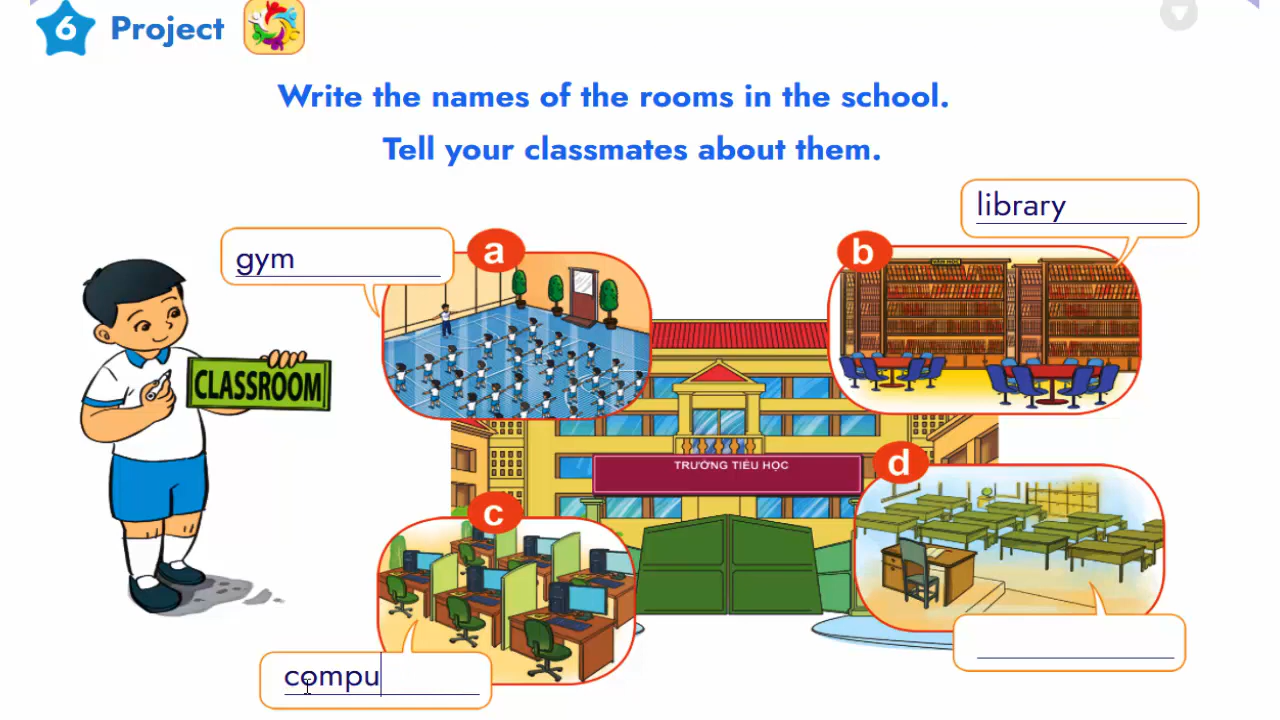 6 Project
Write the names of the rooms in the school.
Tell your classmates about them.
library
gym
a
b
CLASSROOM
TRƯỜNG TIỂU HỌC
d
c
compu